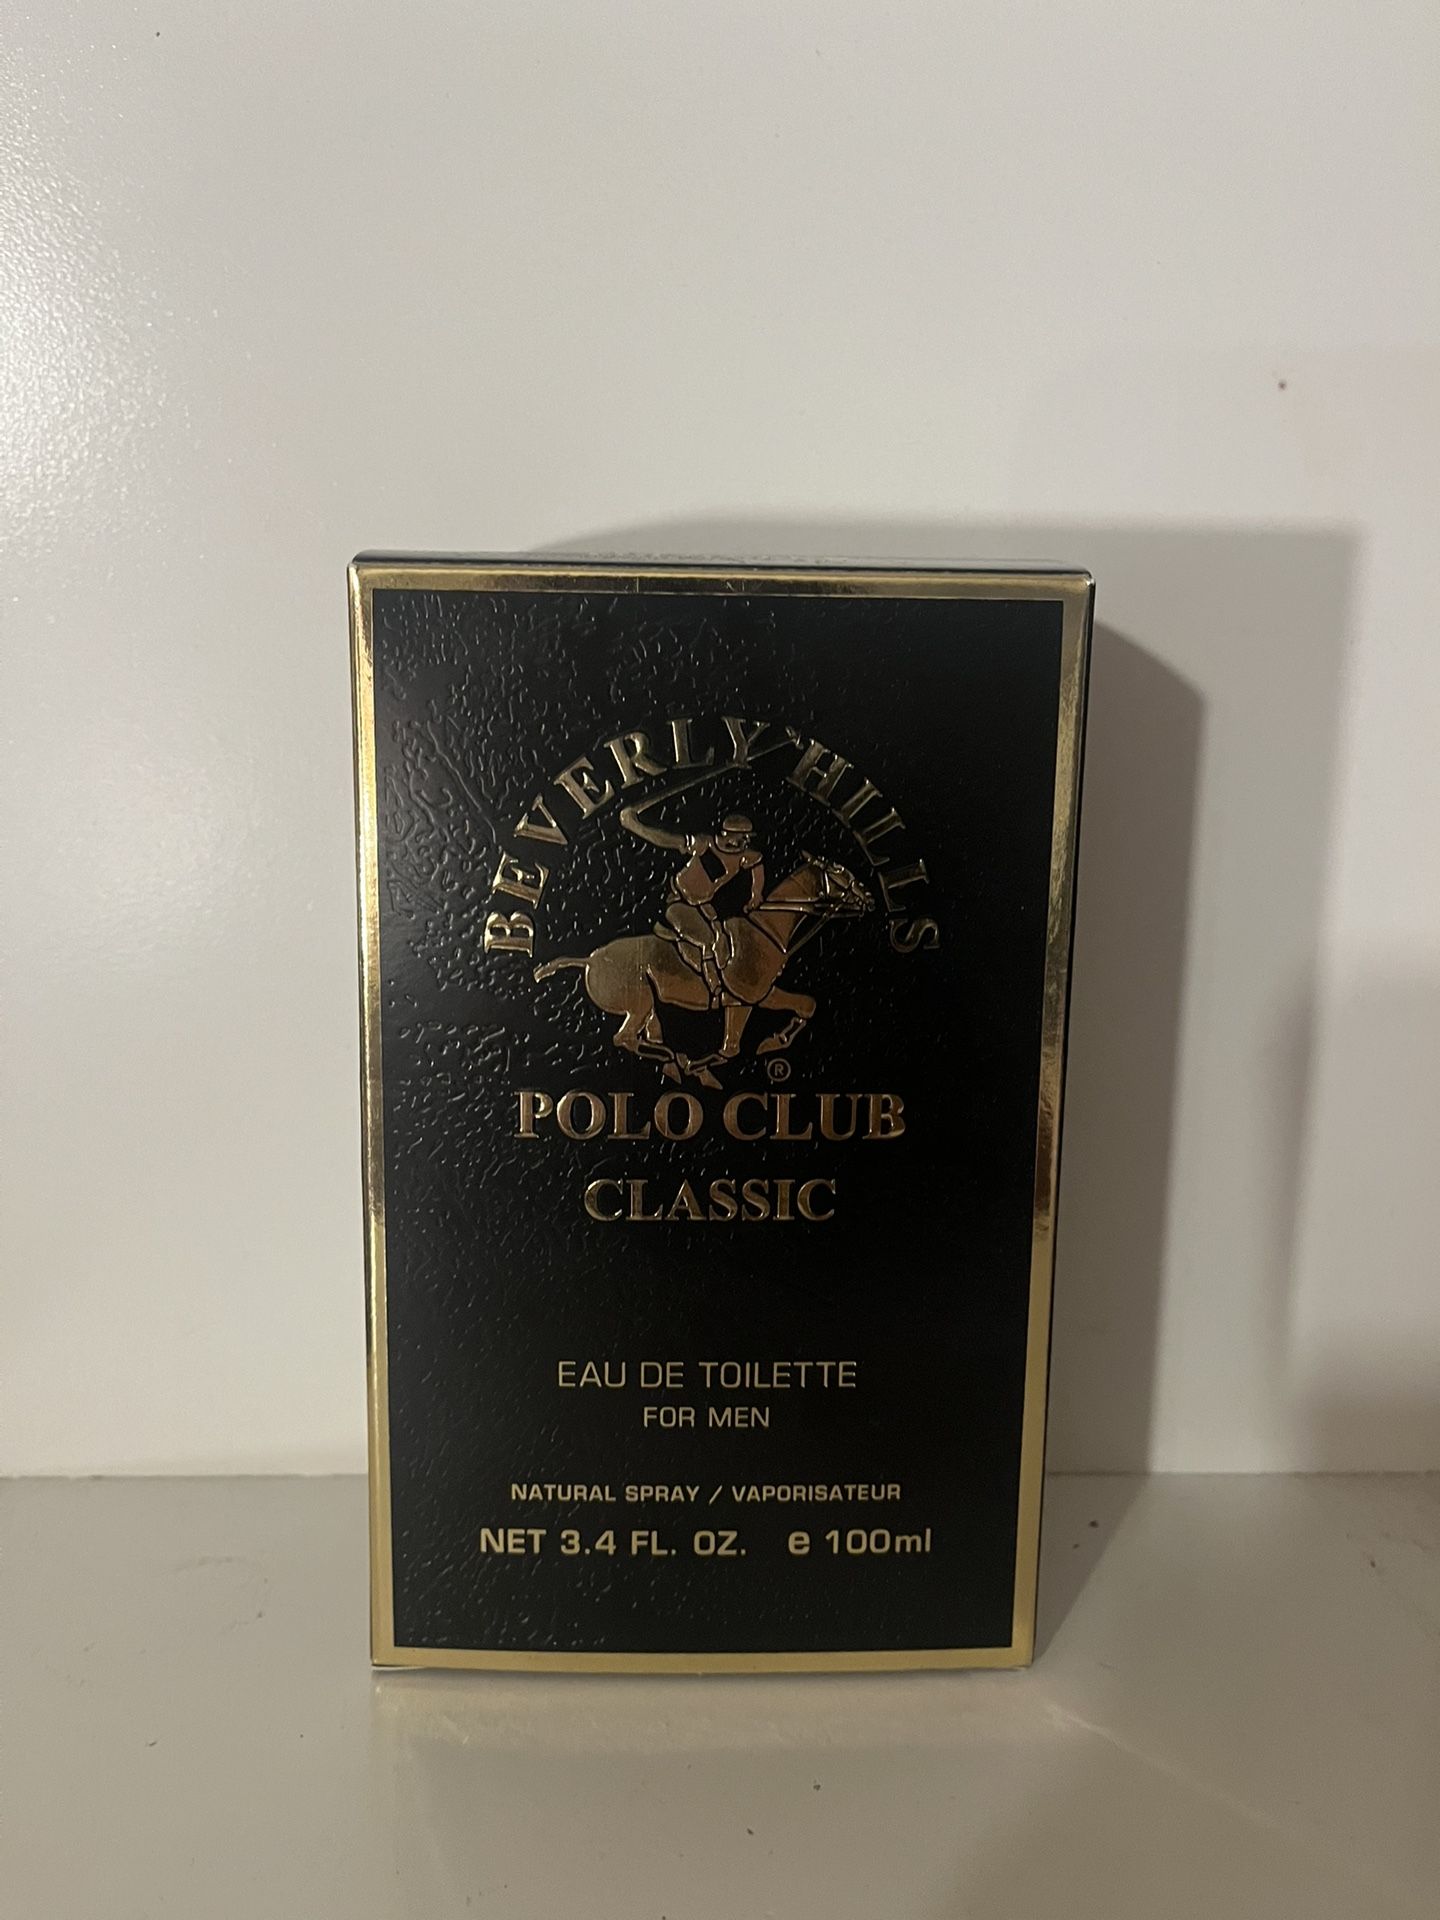 BEVERLY HILLS
®
POLO CLUB
CLASSIC
EAU DE TOILETTE
FOR MEN
NATURAL SPRAY / VAPORISATEUR
NET 3.4 FL. OZ. e 100ml